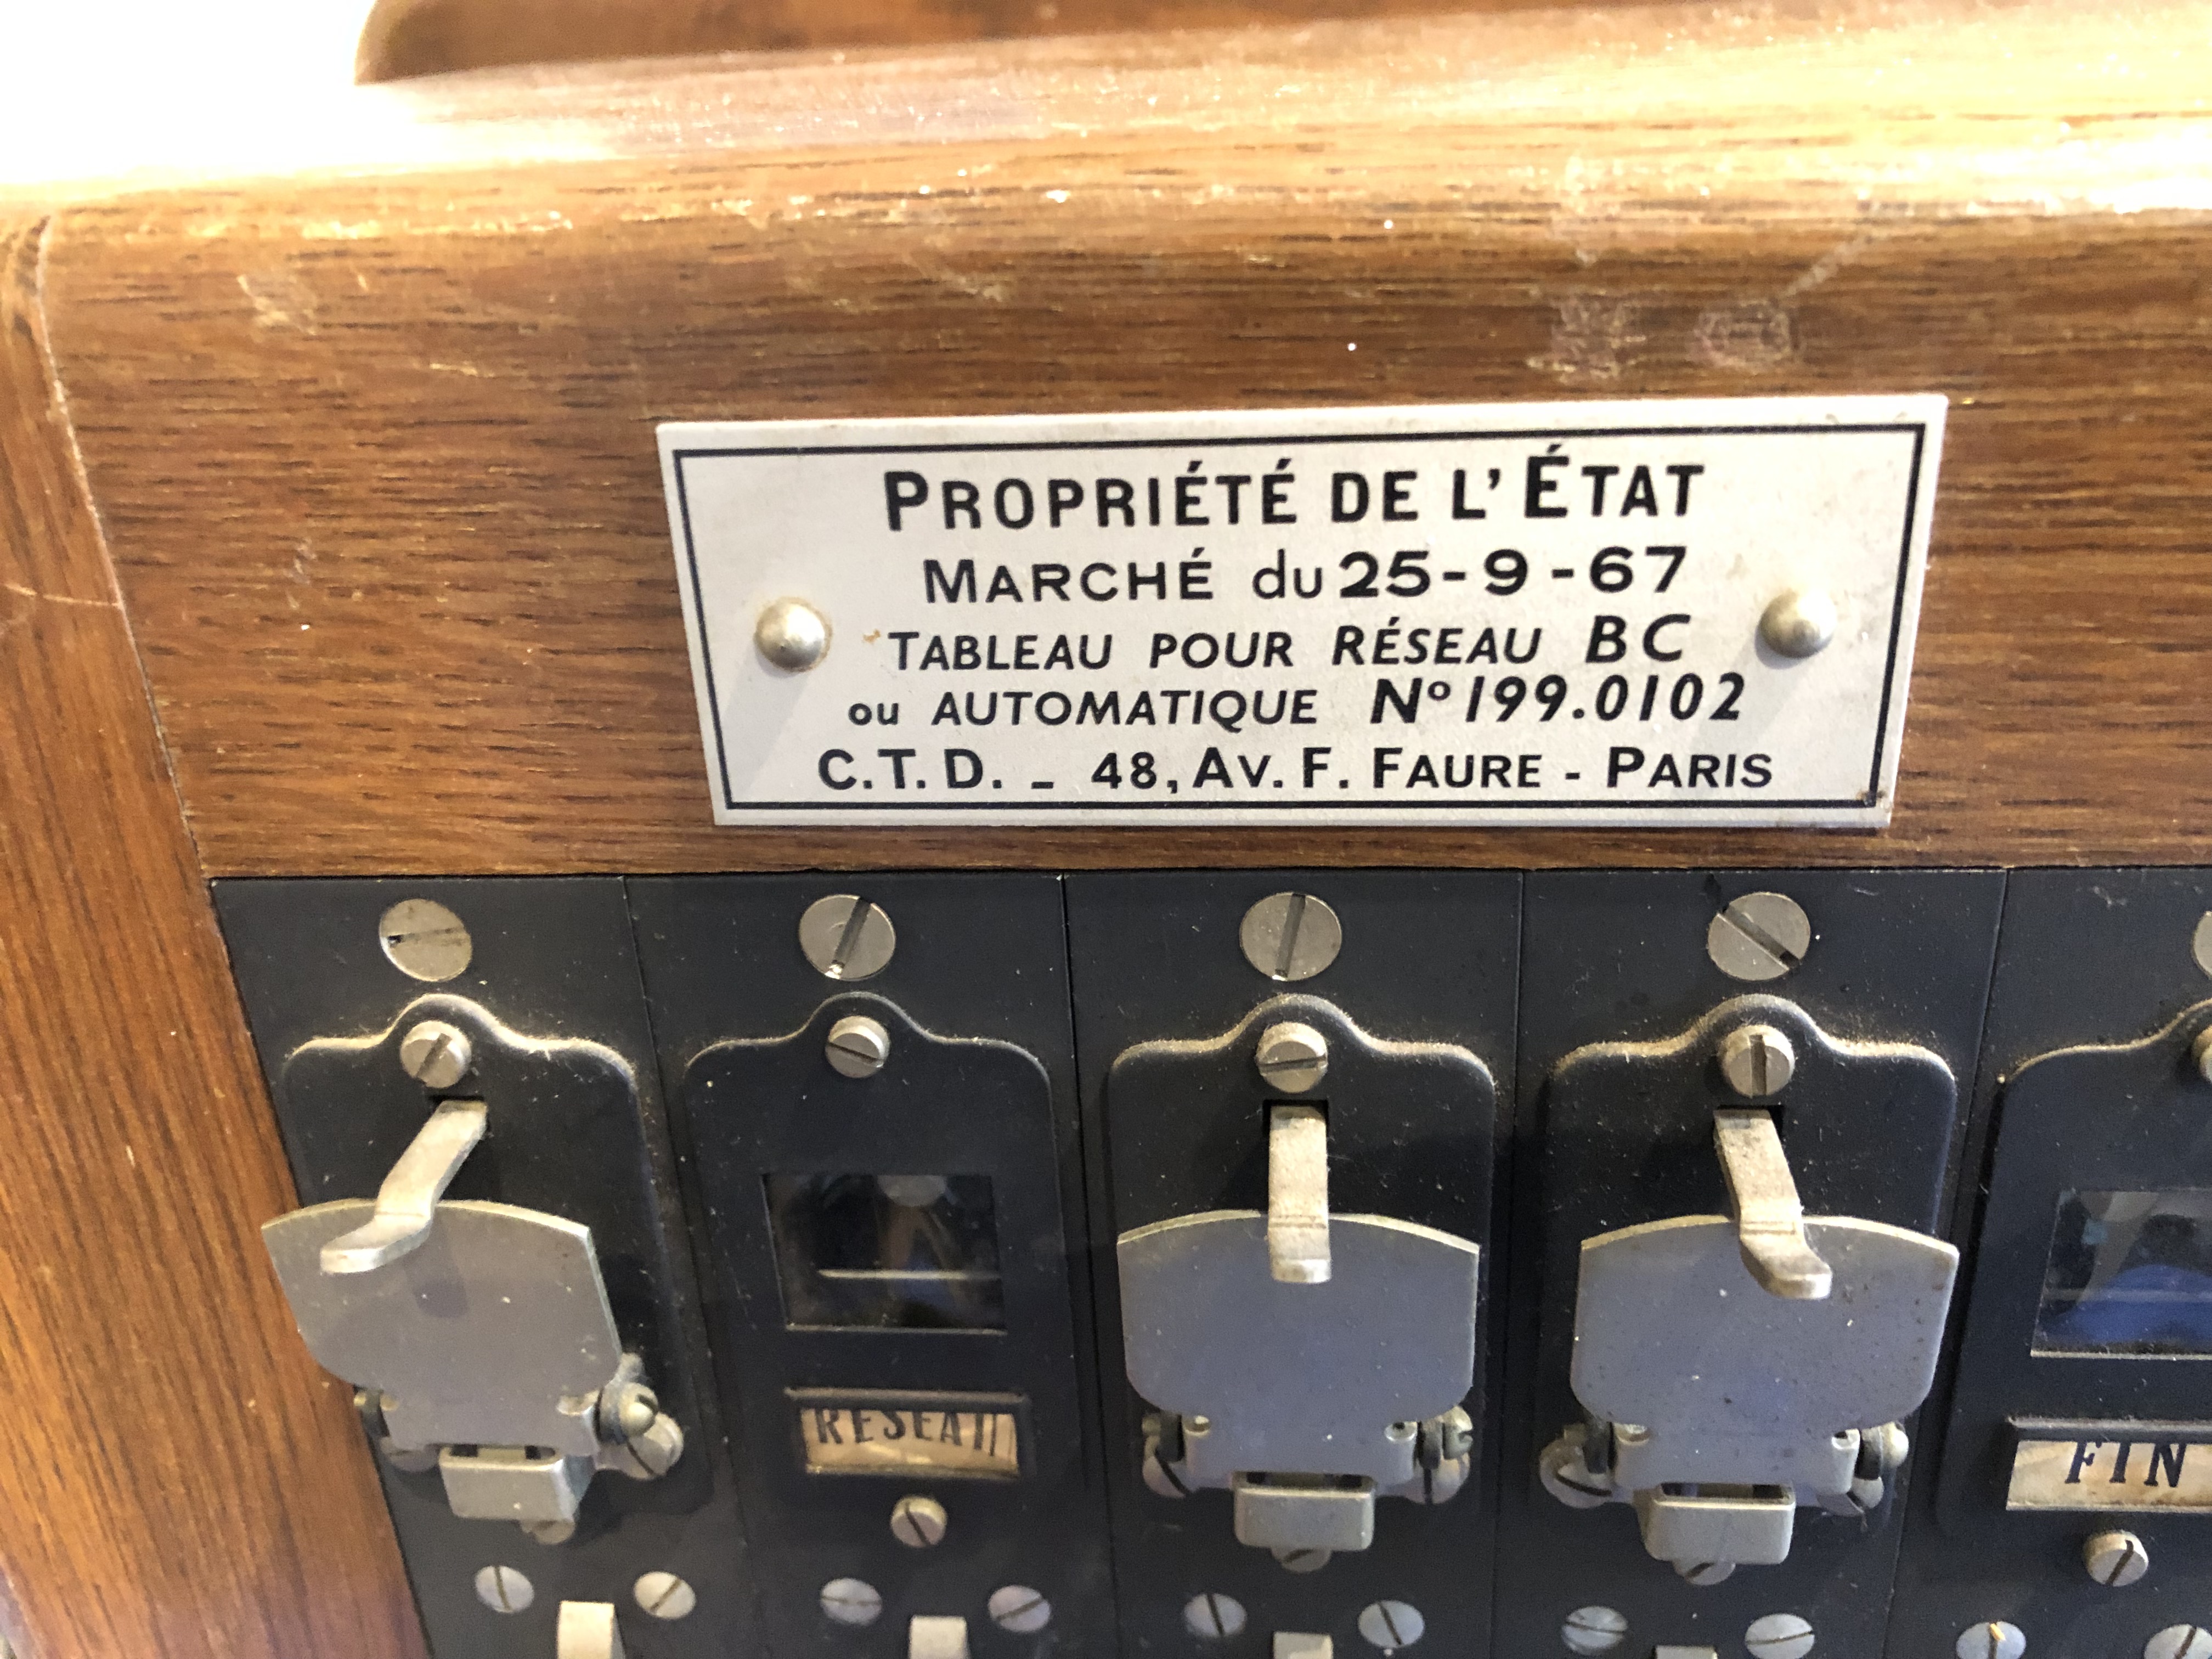 PROPRIÉTÉ DE L'ÉTAT
MARCHÉ du 25-9-67
TABLEAU POUR RÉSEAU BC
ou AUTOMATIQUE N° 199.0102
C.T.D. _ 48, AV. F. FAURE - PARIS
RESEAU
FIN